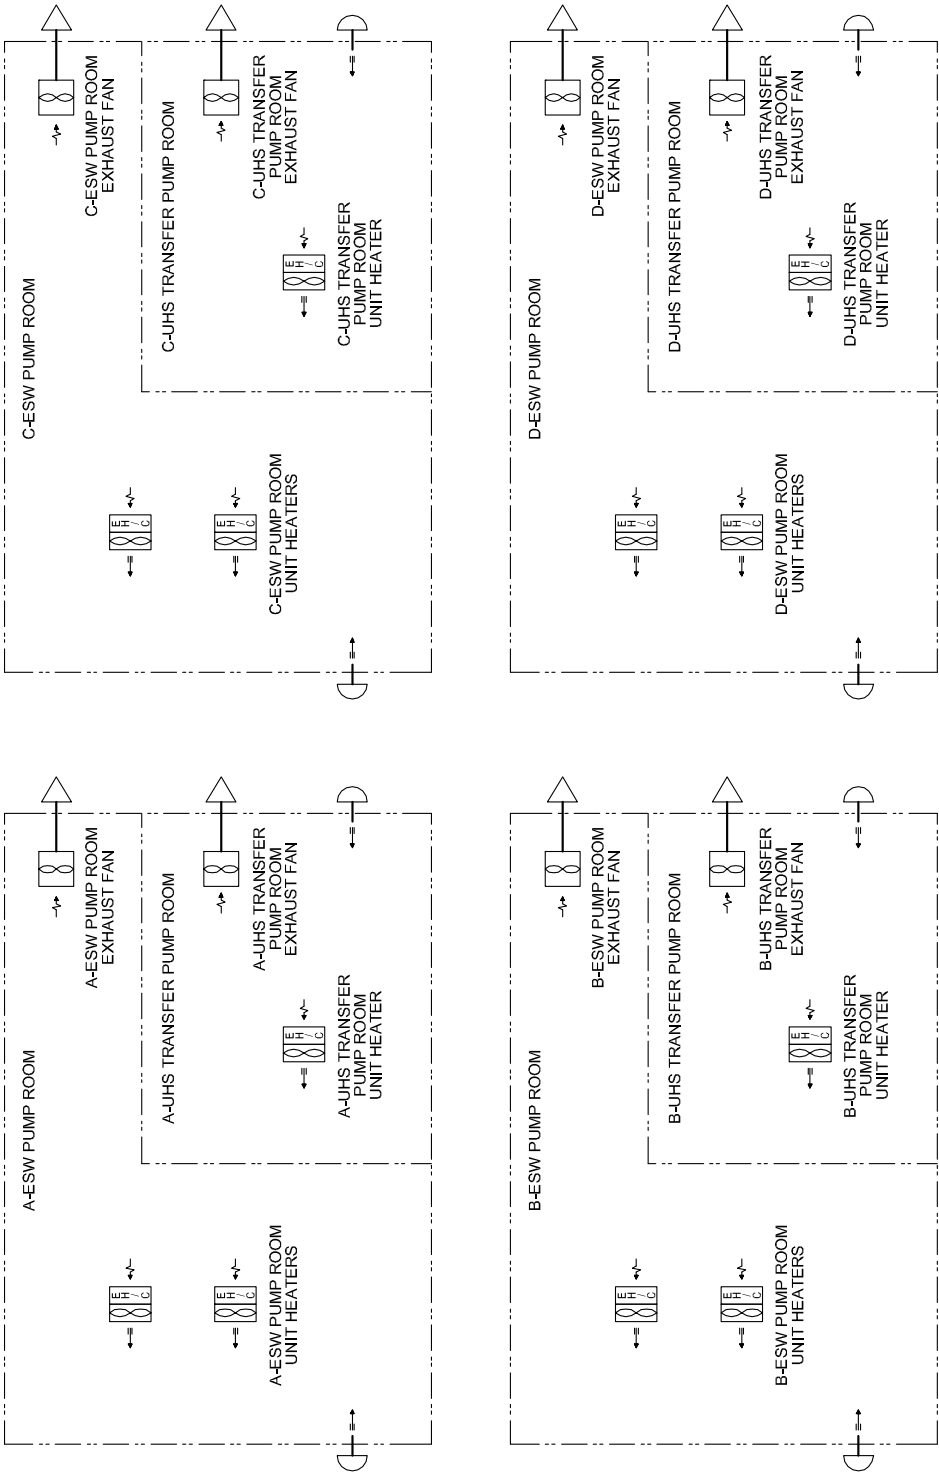 A-ESW PUMP ROOM
A-ESW PUMP ROOM
EXHAUST FAN
A-UHS TRANSFER PUMP ROOM
A-UHS TRANSFER
PUMP ROOM
EXHAUST FAN
A-UHS TRANSFER
PUMP ROOM
UNIT HEATER
E
H
/
C
E
H
/
C
E
H
/
C
A-ESW PUMP ROOM
UNIT HEATERS
C-ESW PUMP ROOM
C-ESW PUMP ROOM
EXHAUST FAN
C-UHS TRANSFER PUMP ROOM
C-UHS TRANSFER
PUMP ROOM
EXHAUST FAN
C-UHS TRANSFER
PUMP ROOM
UNIT HEATER
E
H
/
C
E
H
/
C
E
H
/
C
C-ESW PUMP ROOM
UNIT HEATERS
B-ESW PUMP ROOM
B-ESW PUMP ROOM
EXHAUST FAN
B-UHS TRANSFER PUMP ROOM
B-UHS TRANSFER
PUMP ROOM
EXHAUST FAN
B-UHS TRANSFER
PUMP ROOM
UNIT HEATER
E
H
/
C
E
H
/
C
E
H
/
C
B-ESW PUMP ROOM
UNIT HEATERS
D-ESW PUMP ROOM
D-ESW PUMP ROOM
EXHAUST FAN
D-UHS TRANSFER PUMP ROOM
D-UHS TRANSFER
PUMP ROOM
EXHAUST FAN
D-UHS TRANSFER
PUMP ROOM
UNIT HEATER
E
H
/
C
E
H
/
C
E
H
/
C
D-ESW PUMP ROOM
UNIT HEATERS